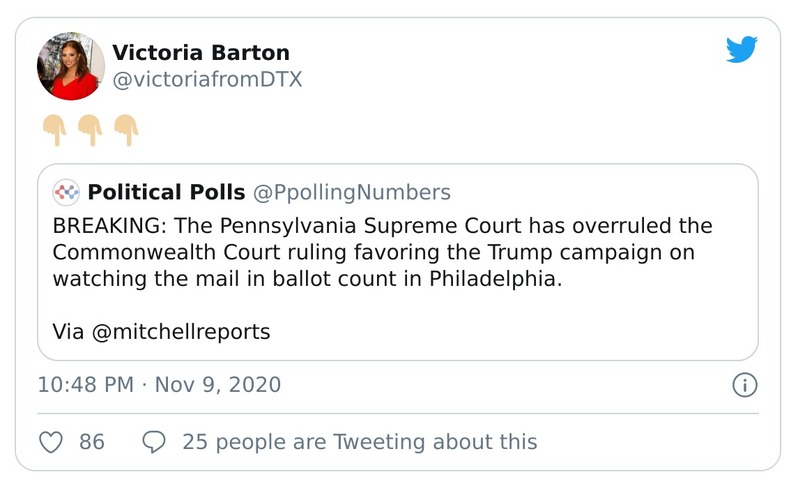 Victoria Barton
@victoriafromDTX
👇🏼👇🏼👇🏼
Political Polls @PpollingNumbers
BREAKING: The Pennsylvania Supreme Court has overruled the
Commonwealth Court ruling favoring the Trump campaign on
watching the mail in ballot count in Philadelphia.
Via @mitchellreports
10:48 PM · Nov 9, 2020
86
25 people are Tweeting about this